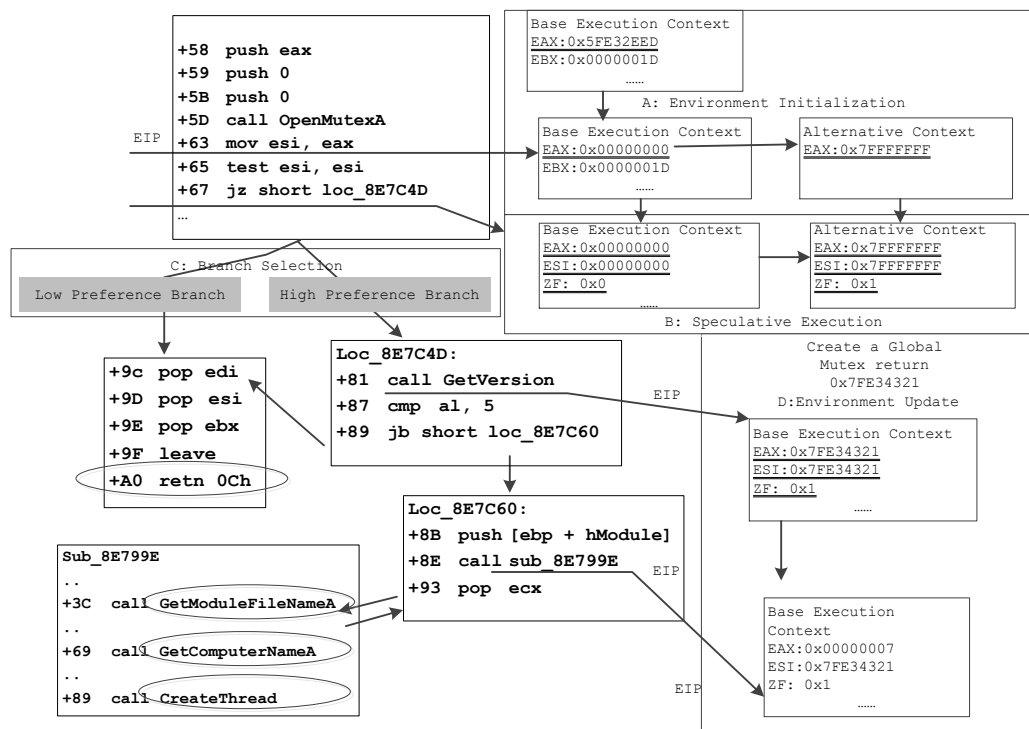 +58 push eax
+59 push 0
+5B push 0
+5D call OpenMutexA
+63 mov esi, eax
+65 test esi, esi
+67 jz short loc_8E7C4D
…
EIP
Base Execution Context
EAX:0x5FE32EED
EBX:0x0000001D
……
A: Environment Initialization
Base Execution Context
EAX:0x00000000
EBX:0x0000001D
……
Alternative Context
EAX:0x7FFFFFFF
Base Execution Context
EAX:0x00000000
ESI:0x00000000
ZF: 0x0
……
Alternative Context
EAX:0x7FFFFFFF
ESI:0x7FFFFFFF
ZF: 0x1
B: Speculative Execution
C: Branch Selection
Low Preference Branch
High Preference Branch
+9c pop edi
+9D pop esi
+9E pop ebx
+9F leave
+A0 retn 0Ch
Loc_8E7C4D:
+81 call GetVersion
+87 cmp al, 5
+89 jb short loc_8E7C60
EIP
Create a Global
Mutex return
0x7FE34321
D:Environment Update
Base Execution Context
EAX:0x7FE34321
ESI:0x7FE34321
ZF: 0x1
……
Loc_8E7C60:
+8B push [ebp + hModule]
+8E call sub_8E799E
+93 pop ecx
EIP
Sub_8E799E
..
+3C call GetModuleFileNameA
..
+69 call GetComputerNameA
..
+89 call CreateThread
EIP
Base Execution
Context
EAX:0x00000007
ESI:0x7FE34321
ZF: 0x1
……